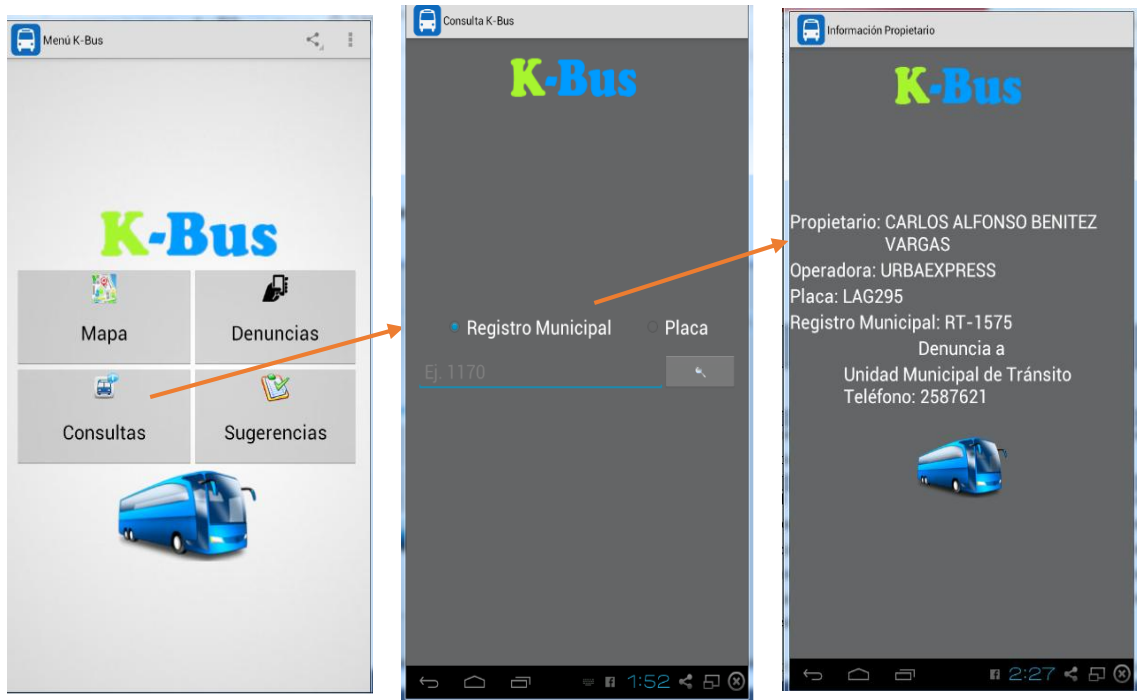 Menú K-Bus
K-Bus
Mapa
Denuncias
Consultas
Sugerencias
Consulta K-Bus
K-Bus
Registro Municipal
Placa
Ej. 1170
1:52
Información Propietario
K-Bus
Propietario: CARLOS ALFONSO BENITEZ
VARGAS
Operadora: URBAEXPRESS
Placa: LAG295
Registro Municipal: RT-1575
Denuncia a
Unidad Municipal de Tránsito
Teléfono: 2587621
2:27